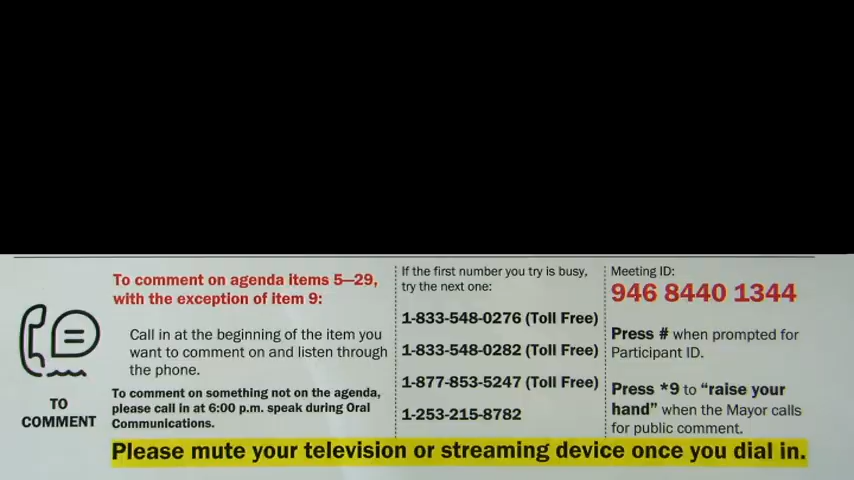 To comment on agenda items 5—29,
with the exception of item 9:
Call in at the beginning of the item you
want to comment on and listen through
the phone.
To comment on something not on the agenda,
please call in at 6:00 p.m. speak during Oral
Communications.
TO
COMMENT
If the first number you try is busy,
try the next one:
1-833-548-0276 (Toll Free)
1-833-548-0282 (Toll Free)
1-877-853-5247 (Toll Free)
1-253-215-8782
Meeting ID:
946 8440 1344
Press # when prompted for
Participant ID.
Press *9 to “raise your
hand” when the Mayor calls
for public comment.
Please mute your television or streaming device once you dial in.